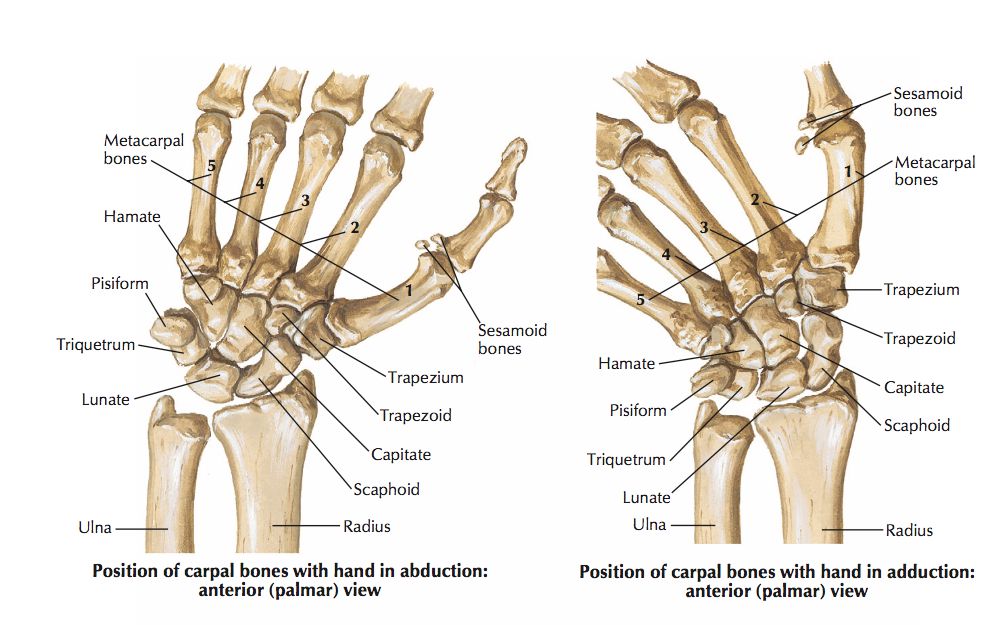 Metacarpal
bones
5
4
3
2
1
Hamate
Pisiform
Triquetrum
Lunate
Sesamoid
bones
Trapezium
Trapezoid
Capitate
Scaphoid
Ulna
Radius
Position of carpal bones with hand in abduction:
anterior (palmar) view
Sesamoid
bones
Metacarpal
bones
1
2
3
4
5
Trapezium
Trapezoid
Hamate
Capitate
Pisiform
Scaphoid
Triquetrum
Lunate
Ulna
Radius
Position of carpal bones with hand in adduction:
anterior (palmar) view